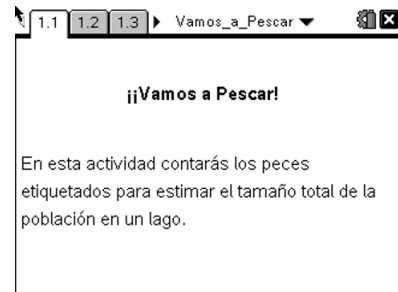 1.1 1.2 1.3 Vamos_a_Pescar
¡¡Vamos a Pescar!
En esta actividad contarás los peces
etiquetados para estimar el tamaño total de la
población en un lago.